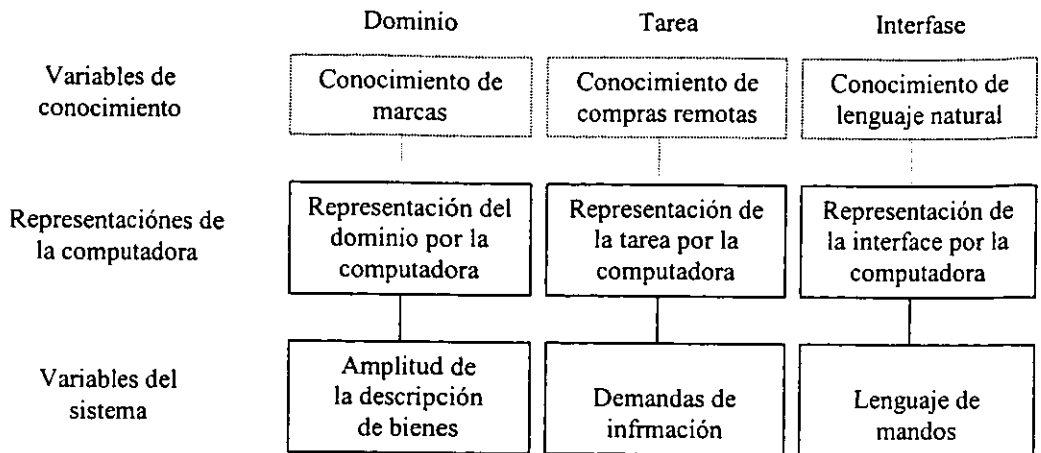 Dominio
Tarea
Interfase
Variables de
conocimiento
Conocimiento de
marcas
Conocimiento de
compras remotas
Conocimiento de
lenguaje natural
Representaciónes de
la computadora
Representación del
dominio por la
computadora
Representación de
la tarea por la
computadora
Representación de
la interface por la
computadora
Variables del
sistema
Amplitud de
la descripción
de bienes
Demandas de
infrmación
Lenguaje de
mandos